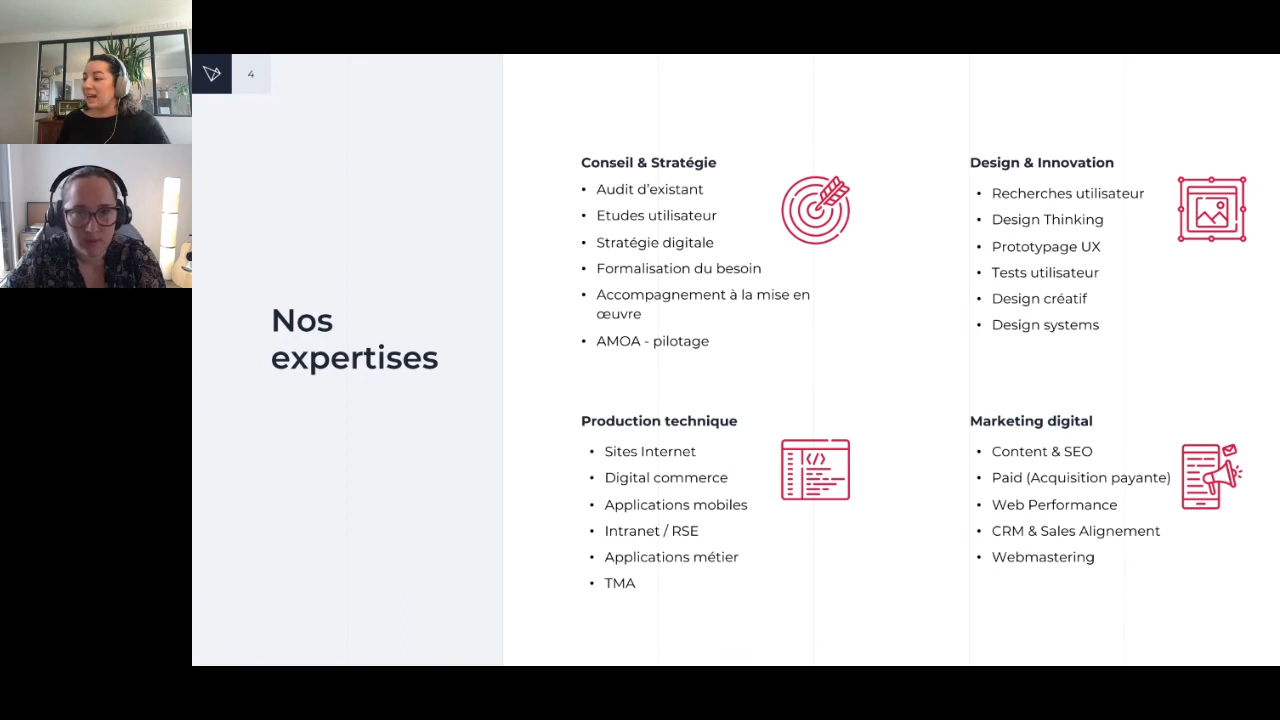 4
Nos
expertises
Conseil & Stratégie
• Audit d'existant
• Etudes utilisateur
• Stratégie digitale
• Formalisation du besoin
• Accompagnement à la mise en
œuvre
• AMOA - pilotage
Design & Innovation
• Recherches utilisateur
• Design Thinking
• Prototypage UX
• Tests utilisateur
• Design créatif
• Design systems
Production technique
• Sites Internet
• Digital commerce
• Applications mobiles
• Intranet / RSE
• Applications métier
• TMA
Marketing digital
• Content & SEO
• Paid (Acquisition payante)
• Web Performance
• CRM & Sales Alignement
• Webmastering